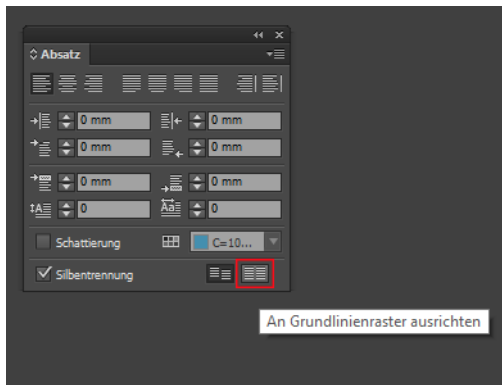 Absatz
0 mm 0 mm
0 mm 0 mm
0 mm 0 mm
0 0
Schattierung C=10...
Silbentrennung
An Grundlinienraster ausrichten